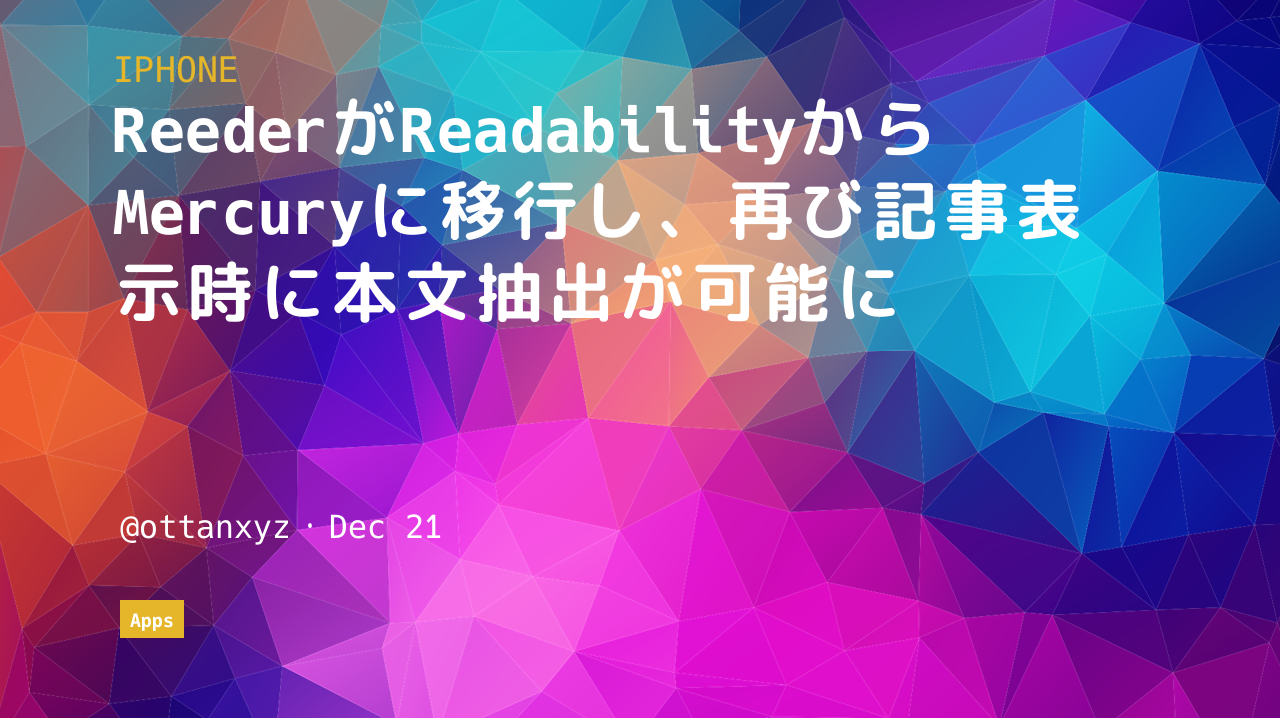 IPHONE
ReederがReadabilityから
Mercuryに移行し、再び記事表
示時に本文抽出が可能に
@ottanxyz・Dec 21
Apps